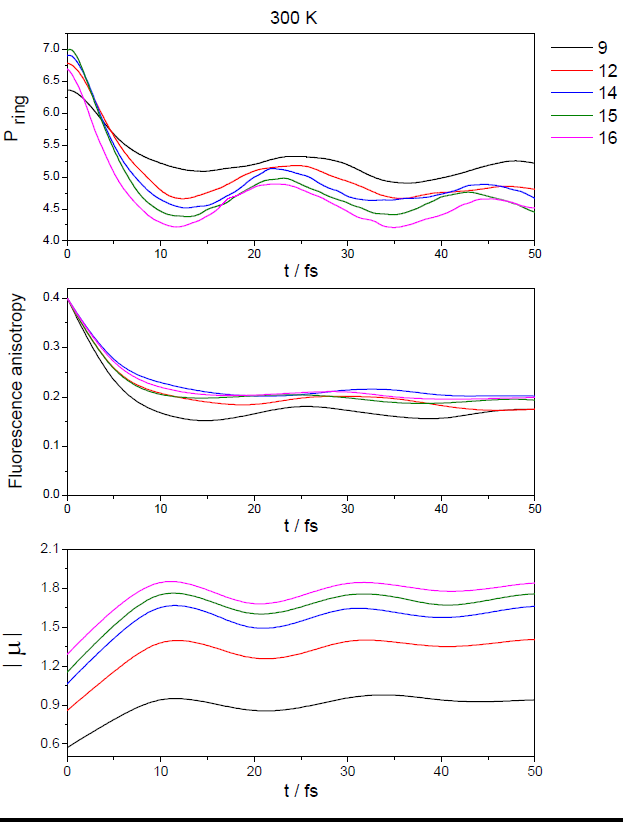 300 K
7.0
6.5
6.0
5.5
5.0
4.5
4.0
P ring
0 10 20 30 40 50
t / fs
9
12
14
15
16
0.4
0.3
0.2
0.1
0.0
Fluorescence anisotropy
0 10 20 30 40 50
t / fs
2.1
1.8
1.5
1.2
0.9
0.6
| μ |
0 10 20 30 40 50
t / fs